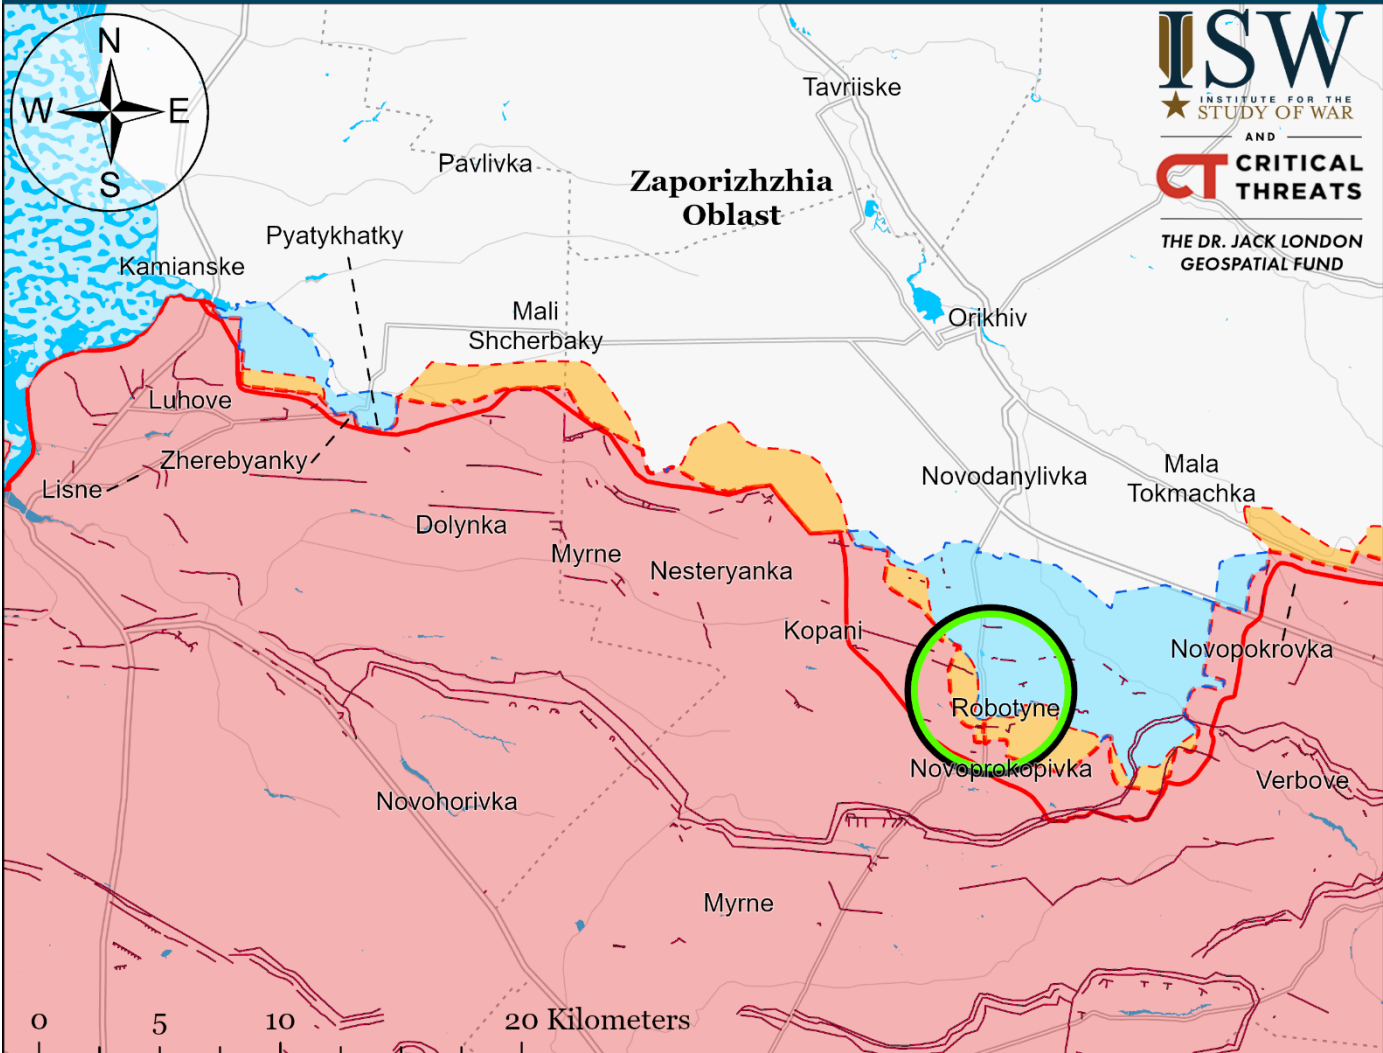 N
W
E
S
ISW
INSTITUTE FOR THE
STUDY OF WAR
AND
CT CRITICAL
THREATS
THE DR. JACK LONDON
GEOSPATIAL FUND
Tavriiske
Pavlivka
Zaporizhzhia
Oblast
Pyatykhatky
Kamianske
Mali
Shcherbaky
Orikhiv
Luhove
Zherebyanky
Lisne
Novodanylivka
Mala
Tokmachka
Dolynka
Myrne
Nesteryanka
Kopani
Novopokrovka
Robotyne
Novoprokopivka
Verbove
Novohorivka
Myrne
0
5
10
20 Kilometers